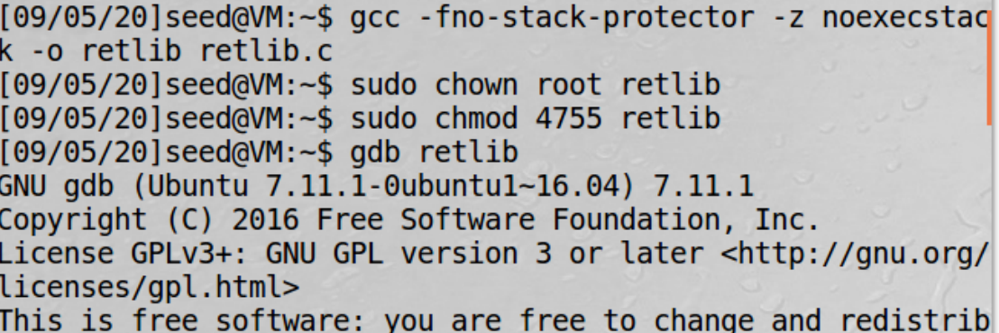 [09/05/20]seed@VM:~$ gcc -fno-stack-protector -z noexecstac
k -o retlib retlib.c
[09/05/20]seed@VM:~$ sudo chown root retlib
[09/05/20]seed@VM:~$ sudo chmod 4755 retlib
[09/05/20]seed@VM:~$ gdb retlib
GNU gdb (Ubuntu 7.11.1-0ubuntu1~16.04) 7.11.1
Copyright (C) 2016 Free Software Foundation, Inc.
License GPLv3+: GNU GPL version 3 or later <http://gnu.org/
licenses/gpl.html>
This is free software: you are free to change and redistrib